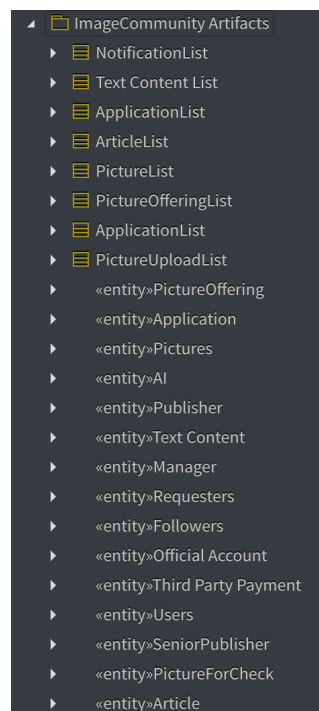 ImageCommunity Artifacts
NotificationList
Text Content List
ApplicationList
ArticleList
PictureList
PictureOfferingList
ApplicationList
PictureUploadList
«entity»PictureOffering
«entity»Application
«entity»Pictures
«entity»AI
«entity»Publisher
«entity»Text Content
«entity»Manager
«entity»Requesters
«entity»Followers
«entity»Official Account
«entity»Third Party Payment
«entity»Users
«entity»SeniorPublisher
«entity»PictureForCheck
«entity»Article